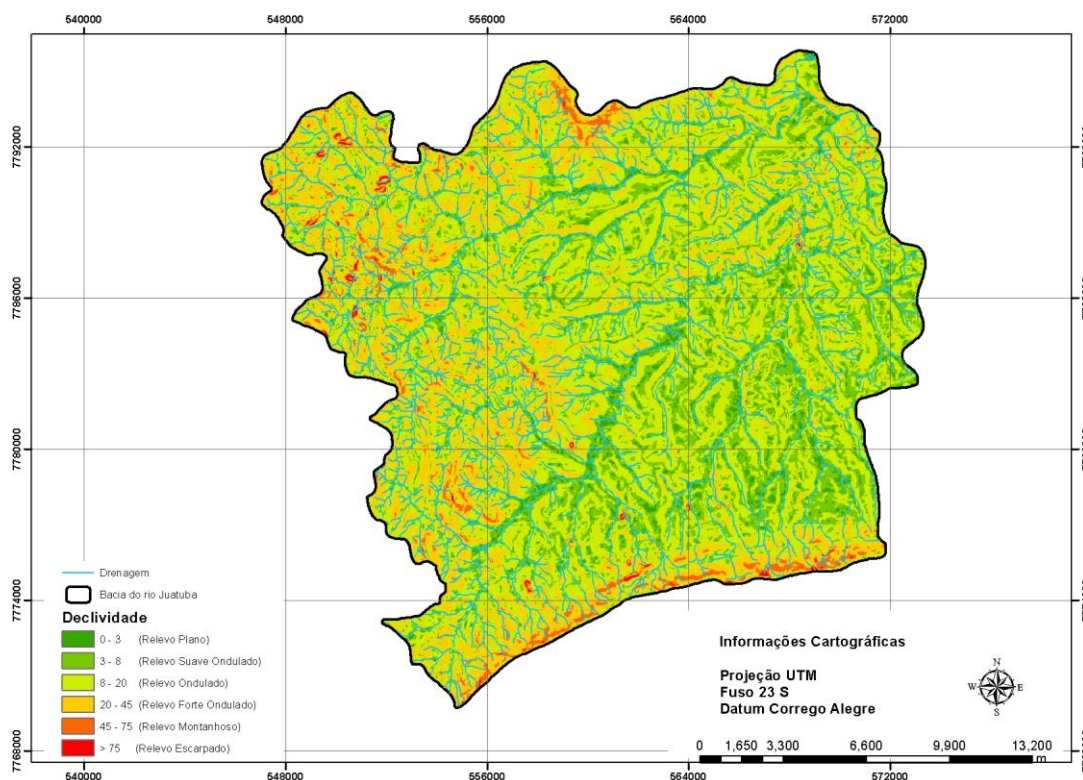 540000 548000 556000 564000 572000
7792000
7786000
7780000
7774000
7768000
Drenagem
Bacia do rio Juatuba
Declividade
0 - 3 (Relevo Plano)
3 - 8 (Relevo Suave Ondulado)
8 - 20 (Relevo Ondulado)
20 - 45 (Relevo Forte Ondulado)
45 - 75 (Relevo Montanhoso)
> 75 (Relevo Escarpado)
Informações Cartográficas
Projeção UTM
Fuso 23 S
Datum Corrego Alegre
N
W E
S
0 1,650 3,300 6,600 9,900 13,200
m
540000 548000 556000 564000 572000